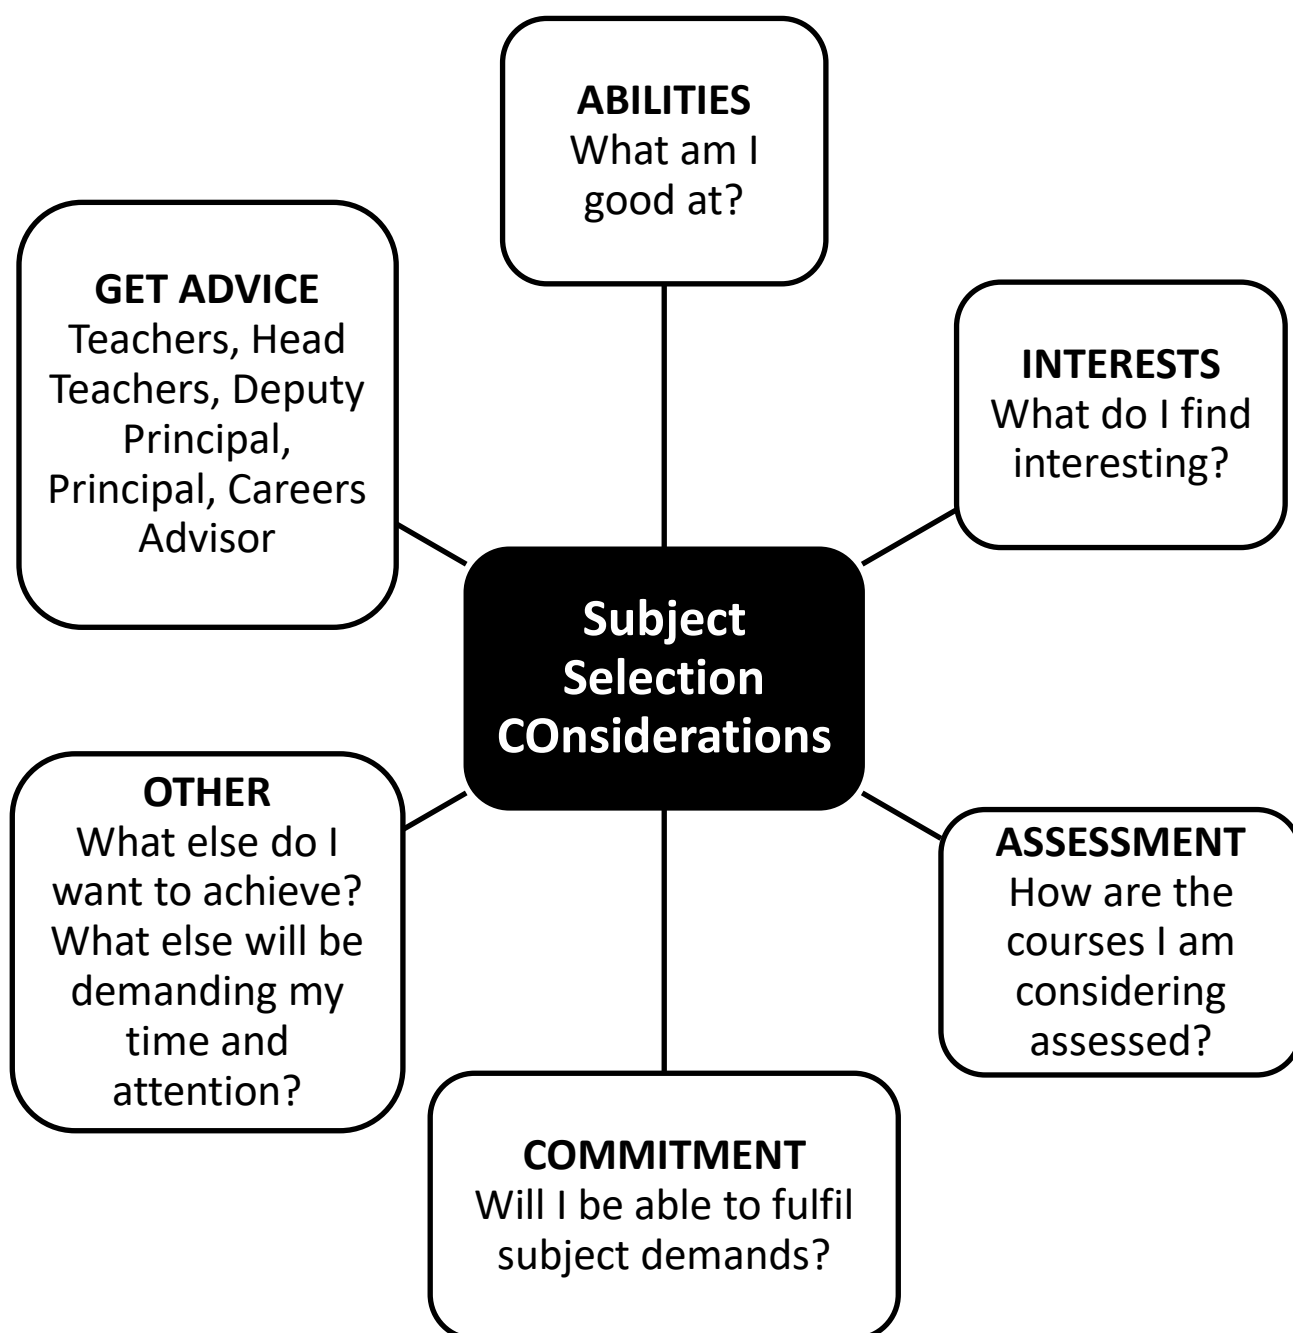 ABILITIES
What am I
good at?
GET ADVICE
Teachers, Head
Teachers, Deputy
Principal,
Principal, Careers
Advisor
INTERESTS
What do I find
interesting?
Subject
Selection
COnsiderations
OTHER
What else do I
want to achieve?
What else will be
demanding my
time and
attention?
ASSESSMENT
How are the
courses I am
considering
assessed?
COMMITMENT
Will I be able to fulfil
subject demands?